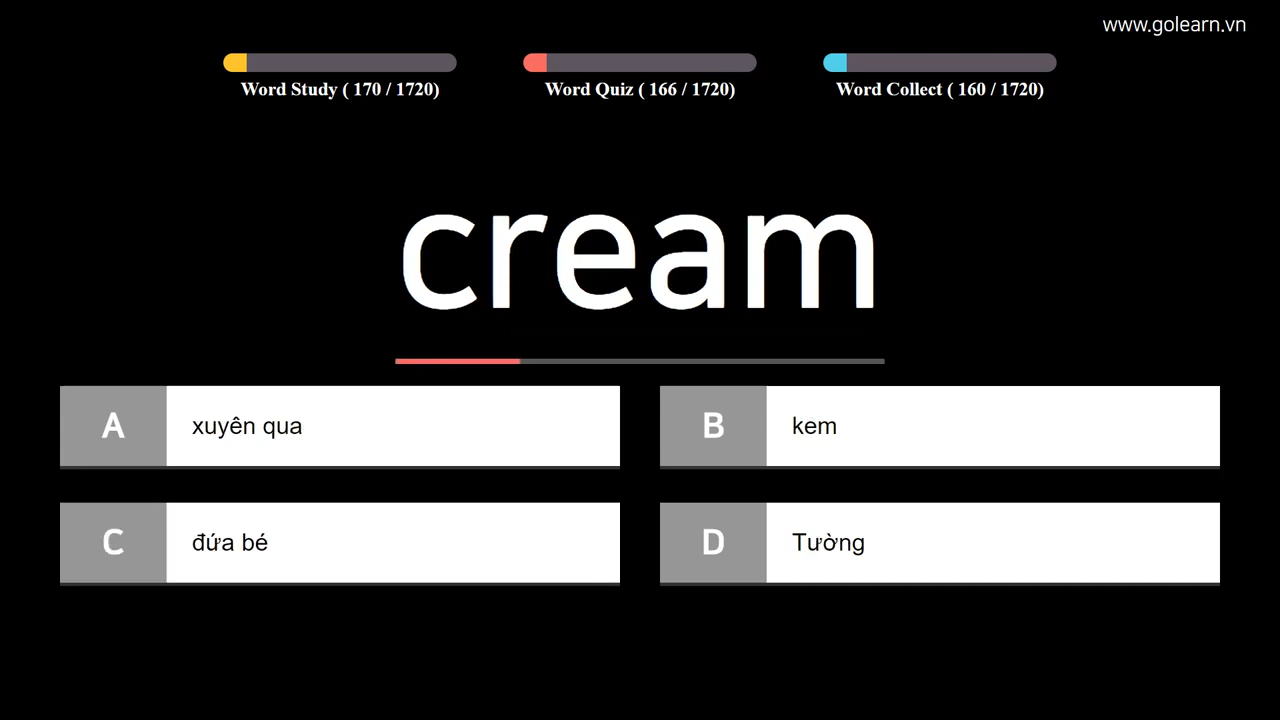 www.golearn.vn
Word Study ( 170 / 1720)
Word Quiz ( 166 / 1720)
Word Collect ( 160 / 1720)
cream
A xuyên qua
B kem
C đứa bé
D Tường